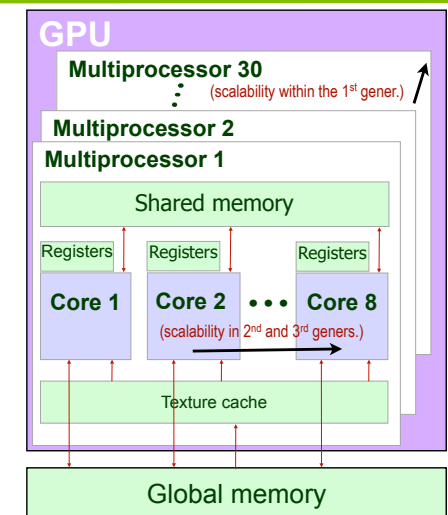 GPU
Multiprocessor 30
(scalability within the 1st gener.)
Multiprocessor 2
Multiprocessor 1
Shared memory
Registers Registers Registers
Core 1 Core 2 ••• Core 8
(scalability in 2nd and 3rd geners.)
Texture cache
Global memory